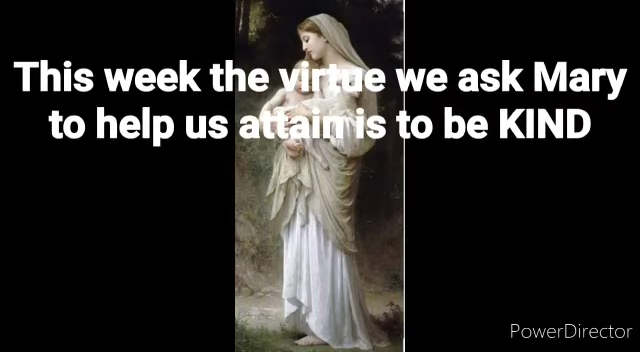 This week the virtue we ask Mary
to help us attain is to be KIND
PowerDirector